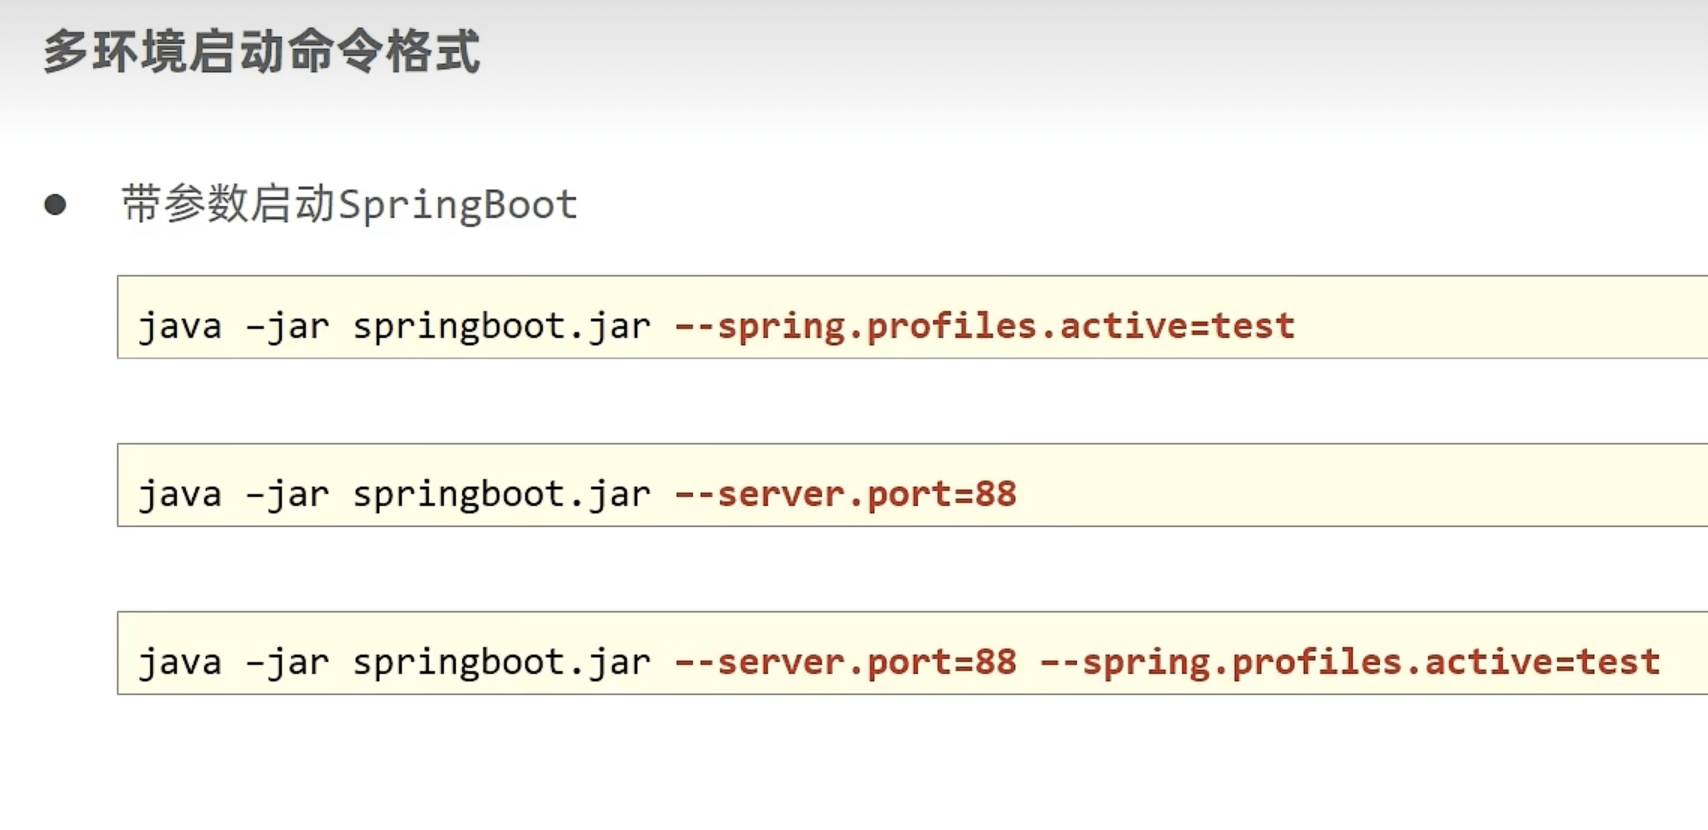 多环境启动命令格式
带参数启动SpringBoot
java –jar springboot.jar –-spring.profiles.active=test
java –jar springboot.jar –-server.port=88
java –jar springboot.jar –-server.port=88 –-spring.profiles.active=test